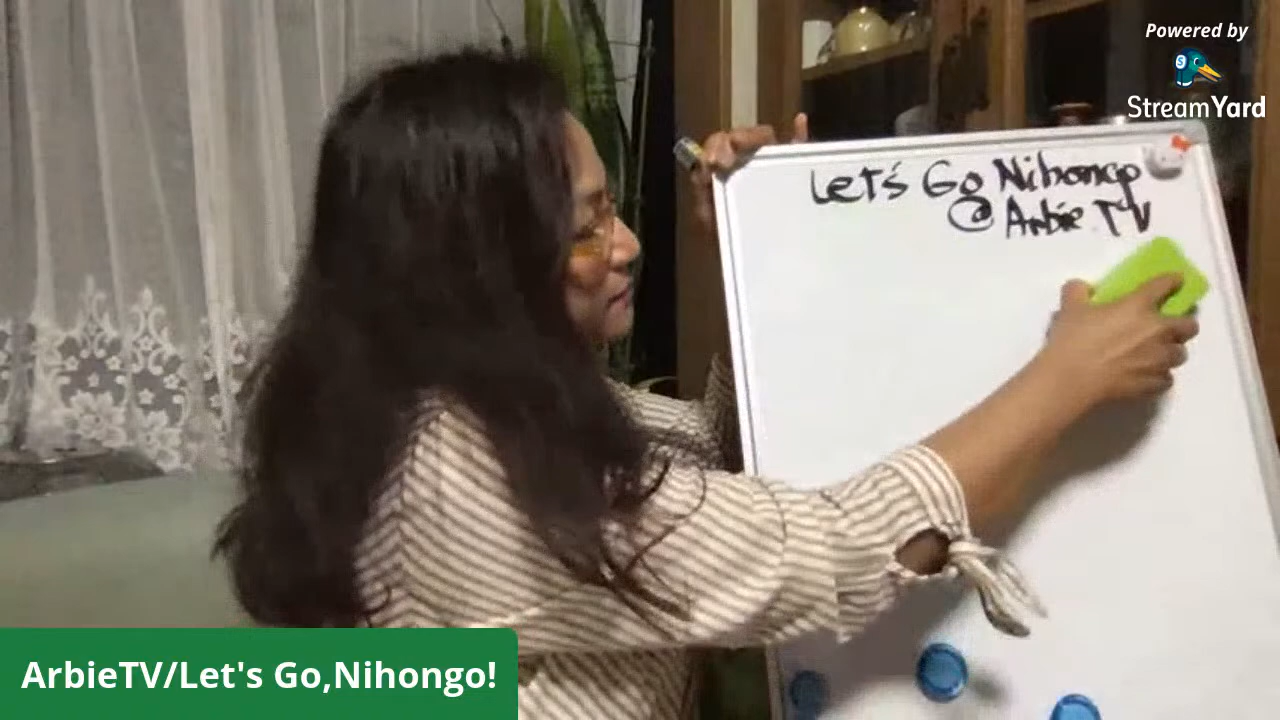 Powered by
StreamYard
Let's Go Nihongo
@ Arbie TV
ArbieTV/Let's Go,Nihongo!